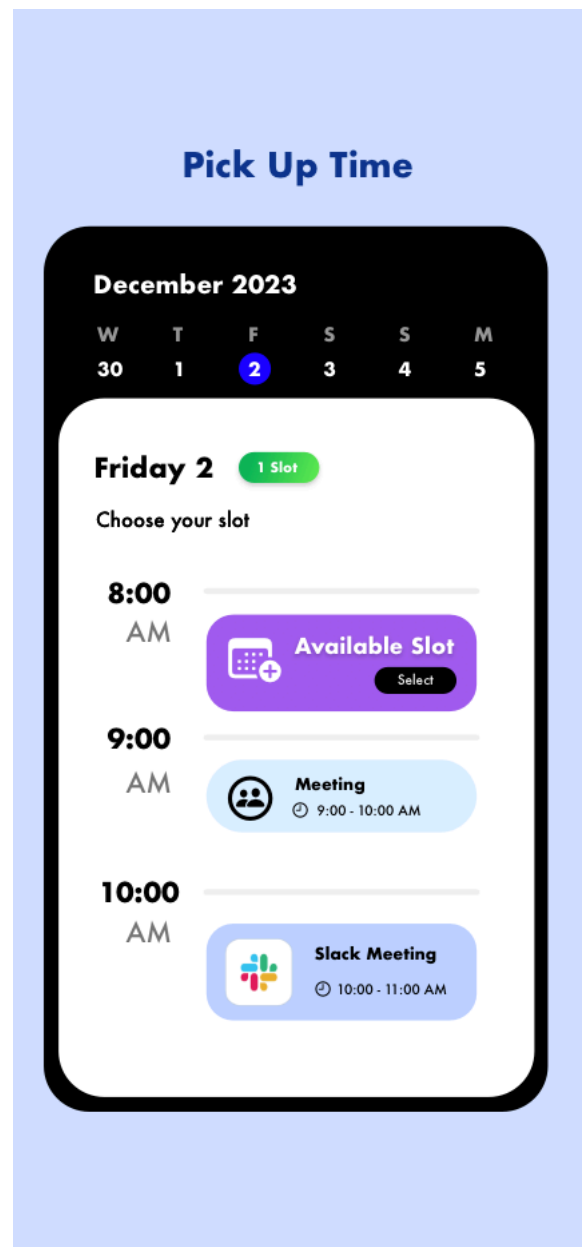 Pick Up Time
December 2023
W T F S S M
30 1 2 3 4 5
Friday 2 1 Slot
Choose your slot
8:00
AM
Available Slot
Select
9:00
AM
Meeting
9:00 - 10:00 AM
10:00
AM
Slack Meeting
10:00 - 11:00 AM